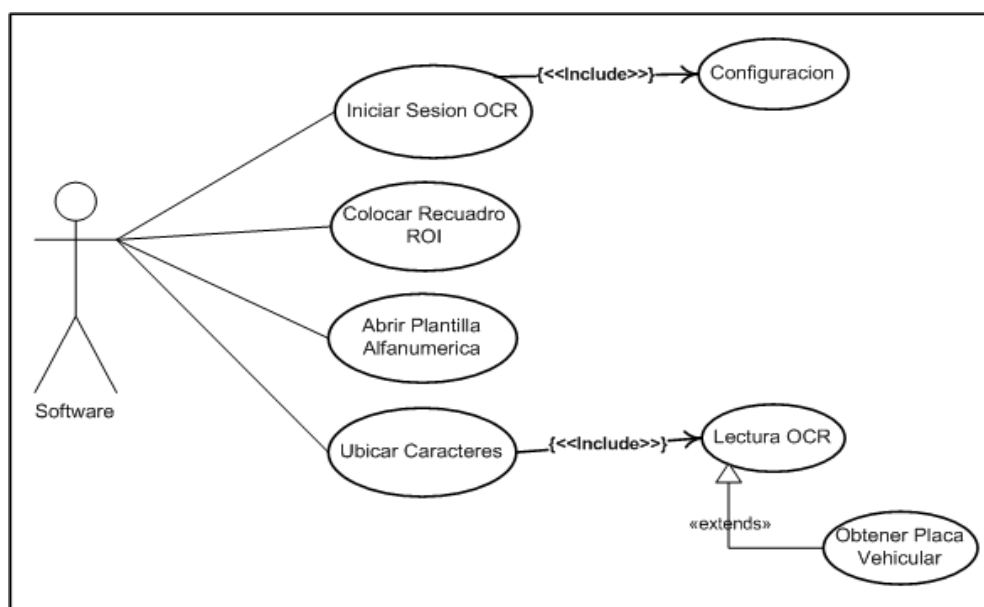 Iniciar Sesion OCR
{<<Include>>}
Configuracion
Colocar Recuadro
ROI
Abrir Plantilla
Alfanumerica
Software
Ubicar Caracteres
{<<Include>>}
Lectura OCR
«extends»
Obtener Placa
Vehicular